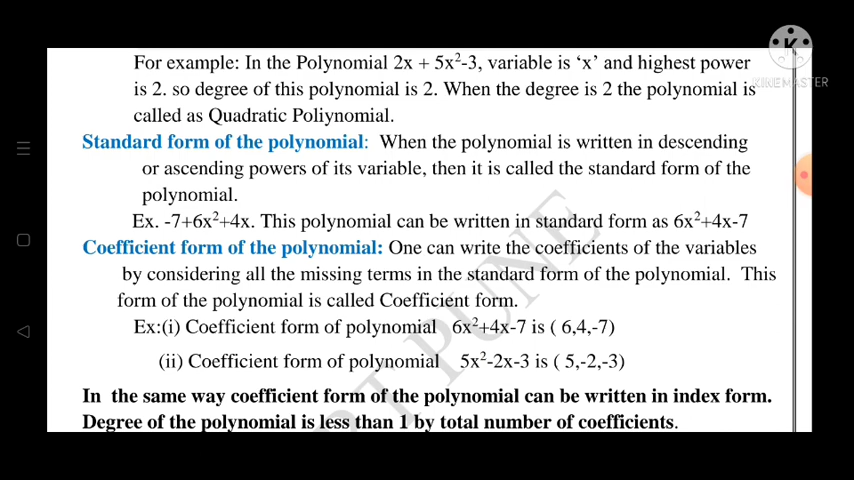 For example: In the Polynomial 2x + 5x²-3, variable is ‘x’ and highest power
is 2. so degree of this polynomial is 2. When the degree is 2 the polynomial is
called as Quadratic Poliynomial.
Standard form of the polynomial: When the polynomial is written in descending
or ascending powers of its variable, then it is called the standard form of the
polynomial.
Ex. -7+6x²+4x. This polynomial can be written in standard form as 6x²+4x-7
Coefficient form of the polynomial: One can write the coefficients of the variables
by considering all the missing terms in the standard form of the polynomial. This
form of the polynomial is called Coefficient form.
Ex:(i) Coefficient form of polynomial 6x²+4x-7 is ( 6,4,-7)
(ii) Coefficient form of polynomial 5x²-2x-3 is ( 5,-2,-3)
In the same way coefficient form of the polynomial can be written in index form.
Degree of the polynomial is less than 1 by total number of coefficients.
K
KINEMASTER
RT PUNE